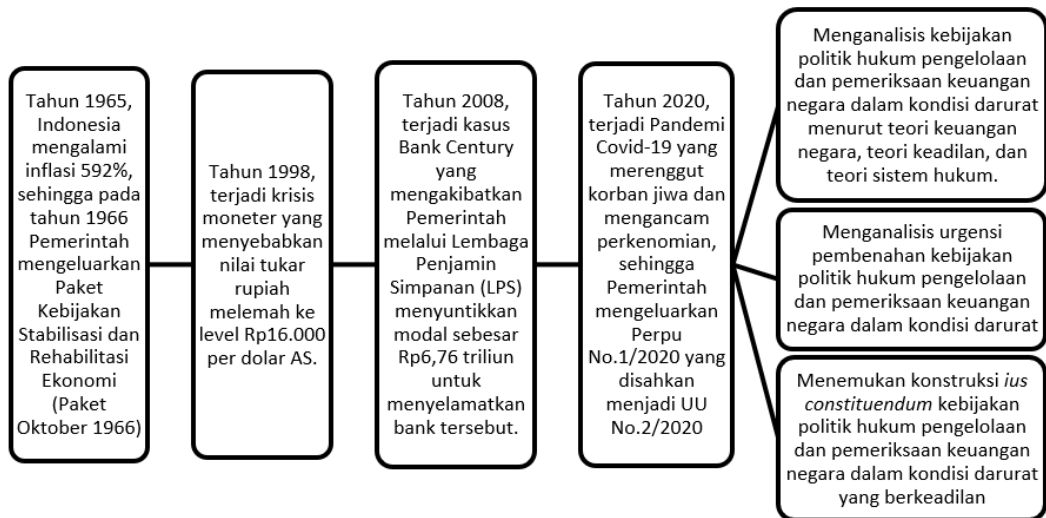 Tahun 1965,
Indonesia
mengalami
inflasi 592%,
sehingga pada
tahun 1966
Pemerintah
mengeluarkan
Paket
Kebijakan
Stabilisasi dan
Rehabilitasi
Ekonomi
(Paket
Oktober 1966)
Tahun 1998,
terjadi krisis
moneter yang
menyebabkan
nilai tukar
rupiah
melemah ke
level Rp16.000
per dolar AS.
Tahun 2008,
terjadi kasus
Bank Century
yang
mengakibatkan
Pemerintah
melalui Lembaga
Penjamin
Simpanan (LPS)
menyuntikkan
modal sebesar
Rp6,76 triliun
untuk
menyelamatkan
bank tersebut.
Tahun 2020,
terjadi Pandemi
Covid-19 yang
merenggut
korban jiwa dan
mengancam
perkenomian,
sehingga
Pemerintah
mengeluarkan
Perpu
No.1/2020 yang
disahkan
menjadi UU
No.2/2020
Menganalisis kebijakan
politik hukum pengelolaan
dan pemeriksaan keuangan
negara dalam kondisi darurat
menurut teori keuangan
negara, teori keadilan, dan
teori sistem hukum.
Menganalisis urgensi
pembenahan kebijakan
politik hukum pengelolaan
dan pemeriksaan keuangan
negara dalam kondisi darurat
Menemukan konstruksi ius
constituendum kebijakan
politik hukum pengelolaan
dan pemeriksaan keuangan
negara dalam kondisi darurat
yang berkeadilan